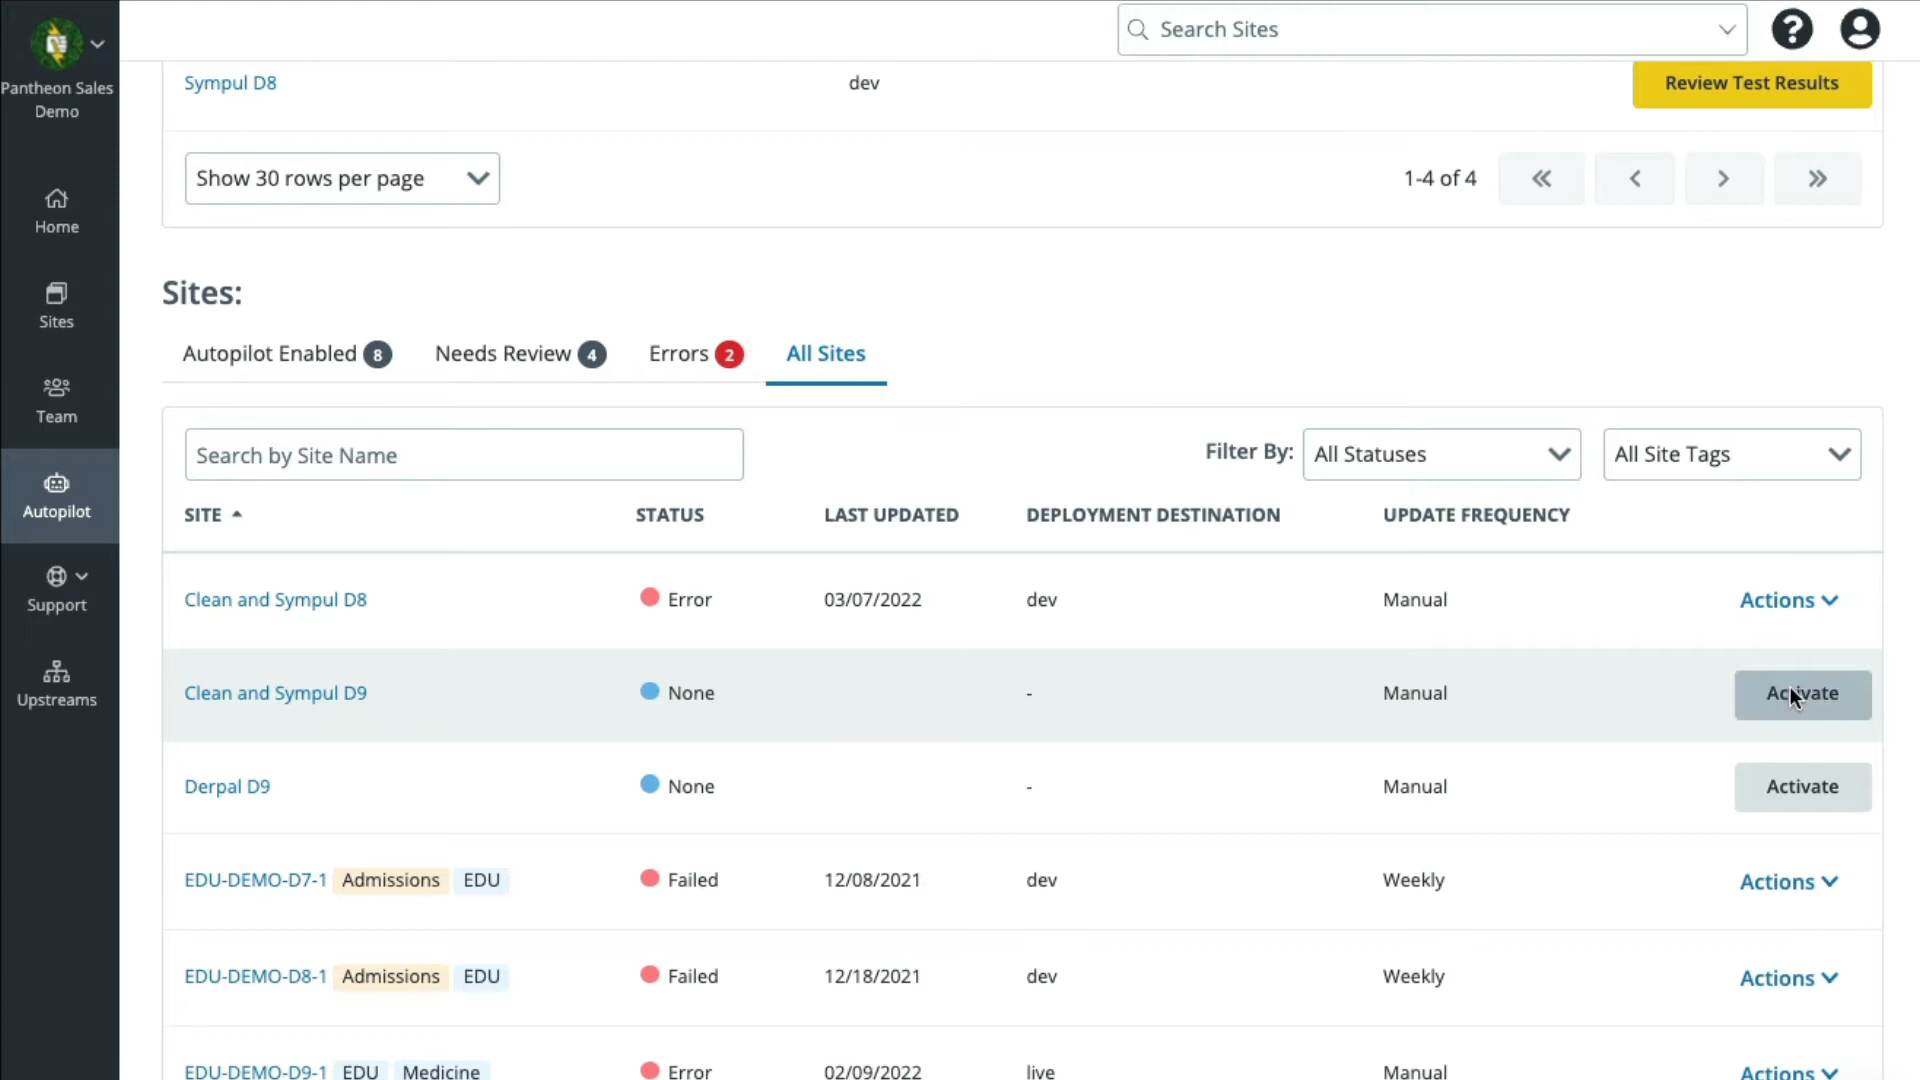 Search Sites
Pantheon Sales
Demo
Home
Sites
Team
Autopilot
Support
Upstreams
Sympul D8 dev Review Test Results
Show 30 rows per page 1-4 of 4
Sites:
Autopilot Enabled 8 Needs Review 4 Errors 2 All Sites
Search by Site Name Filter By: All Statuses All Site Tags
SITE STATUS LAST UPDATED DEPLOYMENT DESTINATION UPDATE FREQUENCY
Clean and Sympul D8 Error 03/07/2022 dev Manual Actions
Clean and Sympul D9 None - Manual Activate
Derpal D9 None - Manual Activate
EDU-DEMO-D7-1 Admissions EDU Failed 12/08/2021 dev Weekly Actions
EDU-DEMO-D8-1 Admissions EDU Failed 12/18/2021 dev Weekly Actions
EDU-DEMO-D9-1 EDU Medicine Error 02/09/2022 live Manual Actions